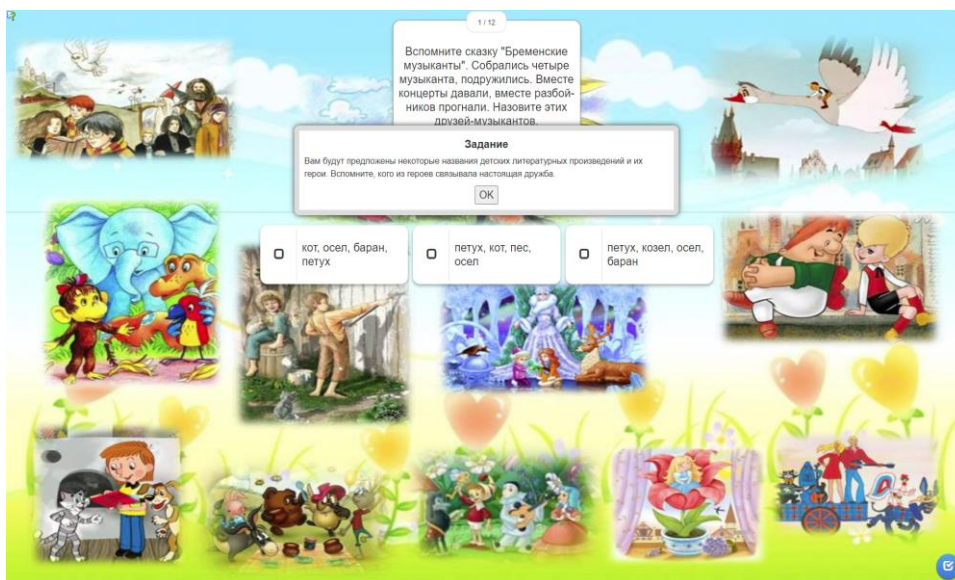 1 / 12
Вспомните сказку "Бременские
музыканты". Собрались четыре
музыканта, подружились. Вместе
концерты давали, вместе разбой-
ников прогнали. Назовите этих
друзей-музыкантов.
Задание
Вам будут предложены некоторые названия детских литературных произведений и их
герои. Вспомните, кого из героев связывала настоящая дружба.
OK
кот, осел, баран,
петух
петух, кот, пес,
осел
петух, козел, осел,
баран